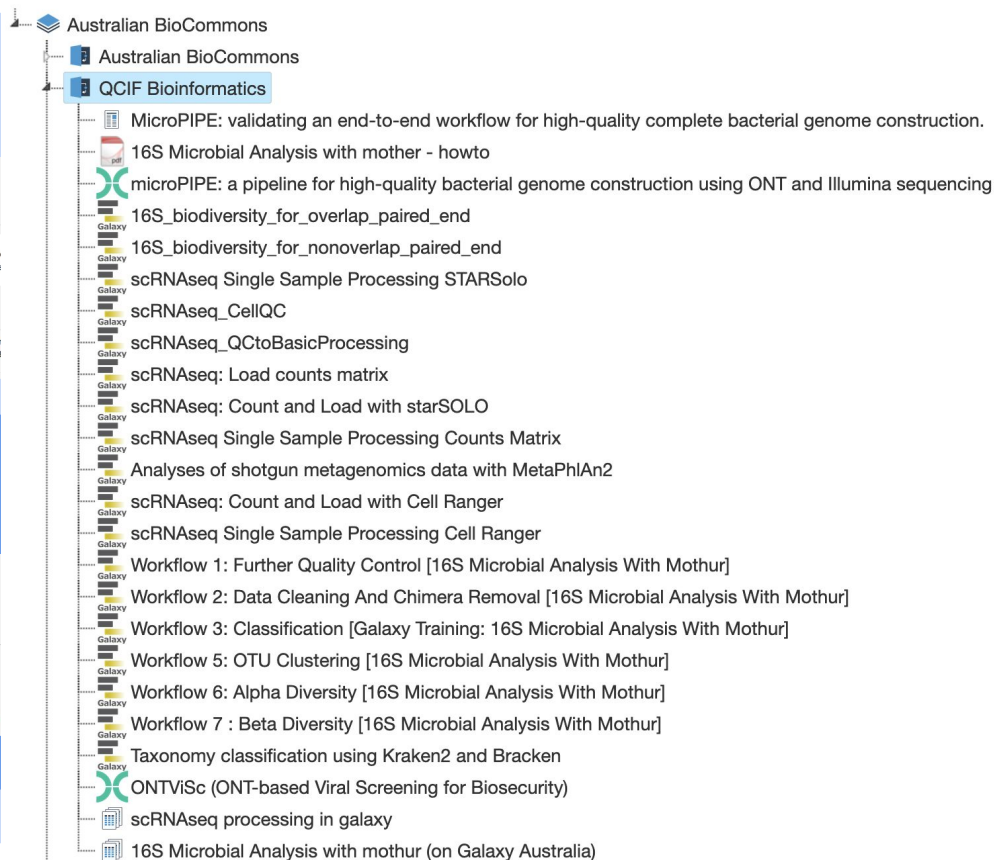 Australian BioCommons
Australian BioCommons
QCIF Bioinformatics
MicroPIPE: validating an end-to-end workflow for high-quality complete bacterial genome construction.
pdf 16S Microbial Analysis with mother - howto
microPIPE: a pipeline for high-quality bacterial genome construction using ONT and Illumina sequencing
Galaxy 16S_biodiversity_for_overlap_paired_end
Galaxy 16S_biodiversity_for_nonoverlap_paired_end
Galaxy scRNAseq Single Sample Processing STARSolo
Galaxy scRNAseq_CellQC
Galaxy scRNAseq_QCtoBasicProcessing
Galaxy scRNAseq: Load counts matrix
Galaxy scRNAseq: Count and Load with starSOLO
Galaxy scRNAseq Single Sample Processing Counts Matrix
Galaxy Analyses of shotgun metagenomics data with MetaPhlAn2
Galaxy scRNAseq: Count and Load with Cell Ranger
Galaxy scRNAseq Single Sample Processing Cell Ranger
Galaxy Workflow 1: Further Quality Control [16S Microbial Analysis With Mothur]
Galaxy Workflow 2: Data Cleaning And Chimera Removal [16S Microbial Analysis With Mothur]
Galaxy Workflow 3: Classification [Galaxy Training: 16S Microbial Analysis With Mothur]
Galaxy Workflow 5: OTU Clustering [16S Microbial Analysis With Mothur]
Galaxy Workflow 6: Alpha Diversity [16S Microbial Analysis With Mothur]
Galaxy Workflow 7 : Beta Diversity [16S Microbial Analysis With Mothur]
Galaxy Taxonomy classification using Kraken2 and Bracken
ONTViSc (ONT-based Viral Screening for Biosecurity)
scRNAseq processing in galaxy
16S Microbial Analysis with mothur (on Galaxy Australia)